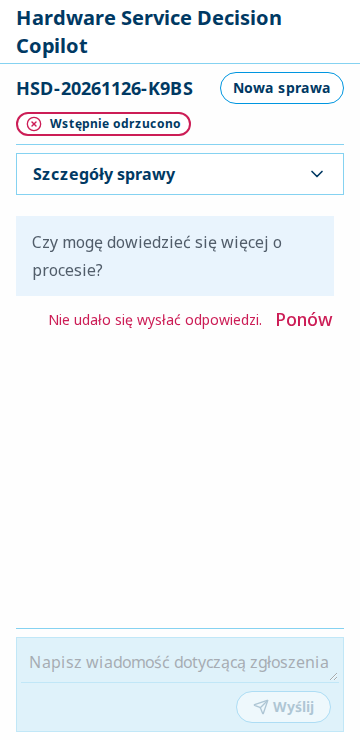 Hardware Service Decision
Copilot
HSD-20261126-K9BS
Nowa sprawa
Wstępnie odrzucono
Szczegóły sprawy
Czy mogę dowiedzieć się więcej o
procesie?
Nie udało się wysłać odpowiedzi. Ponów
Napisz wiadomość dotyczącą zgłoszenia
Wyślij